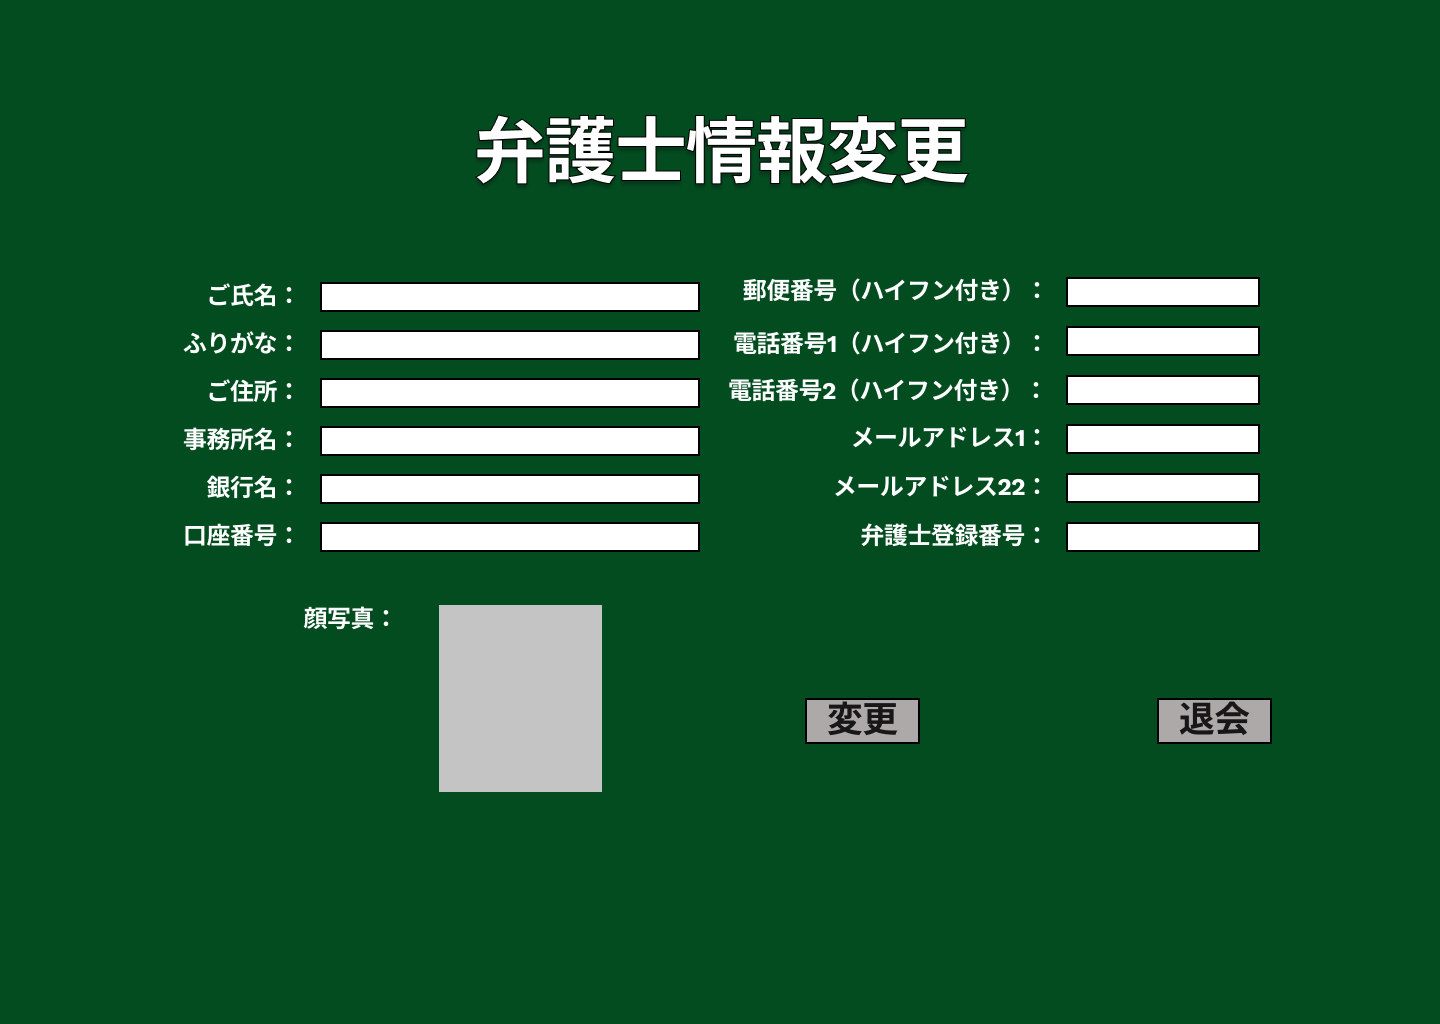 弁護士情報変更
ご氏名：
ふりがな：
ご住所：
事務所名：
銀行名：
口座番号：
郵便番号（ハイフン付き）：
電話番号1（ハイフン付き）：
電話番号2（ハイフン付き）：
メールアドレス1：
メールアドレス22：
弁護士登録番号：
顔写真：
変更
退会